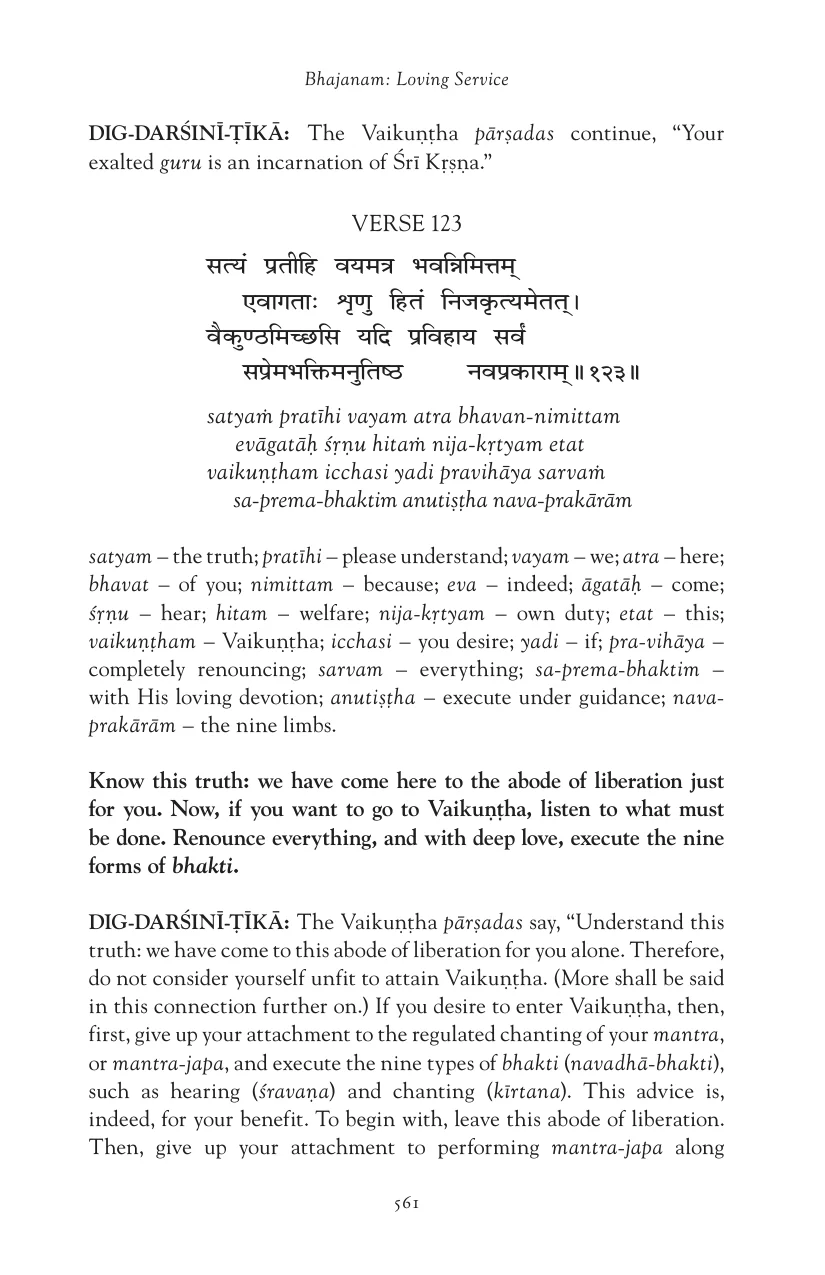 Bhajanam: Loving Service
DIG-DARŚINĪ-ṬĪKĀ: The Vaikuṇṭha pārṣadas continue, “Your
exalted guru is an incarnation of Śrī Kṛṣṇa.”
VERSE 123
सत्यं प्रतीहि वयमत्र भवन्निमित्तम्
एवागताः शृणु हितं निजकृत्यमेतत्।
वैकुण्ठमिच्छसि यदि प्रविहाय सर्वं
सप्रेमभक्तिमनुतिष्ठ नवप्रकाराम्॥१२३॥
satyaṁ pratīhi vayam atra bhavan-nimittam
evāgatāḥ śṛṇu hitaṁ nija-kṛtyam etat
vaikuṇṭham icchasi yadi pravihāya sarvaṁ
sa-prema-bhaktim anutiṣṭha nava-prakārām
satyam – the truth; pratīhi – please understand; vayam – we; atra – here;
bhavat – of you; nimittam – because; eva – indeed; āgatāḥ – come;
śṛṇu – hear; hitam – welfare; nija-kṛtyam – own duty; etat – this;
vaikuṇṭham – Vaikuṇṭha; icchasi – you desire; yadi – if; pra-vihāya –
completely renouncing; sarvam – everything; sa-prema-bhaktim –
with His loving devotion; anutiṣṭha – execute under guidance; nava-
prakārām – the nine limbs.
Know this truth: we have come here to the abode of liberation just
for you. Now, if you want to go to Vaikuṇṭha, listen to what must
be done. Renounce everything, and with deep love, execute the nine
forms of bhakti.
DIG-DARŚINĪ-ṬĪKĀ: The Vaikuṇṭha pārṣadas say, “Understand this
truth: we have come to this abode of liberation for you alone. Therefore,
do not consider yourself unfit to attain Vaikuṇṭha. (More shall be said
in this connection further on.) If you desire to enter Vaikuṇṭha, then,
first, give up your attachment to the regulated chanting of your mantra,
or mantra-japa, and execute the nine types of bhakti (navadhā-bhakti),
such as hearing (śravaṇa) and chanting (kīrtana). This advice is,
indeed, for your benefit. To begin with, leave this abode of liberation.
Then, give up your attachment to performing mantra-japa along
561